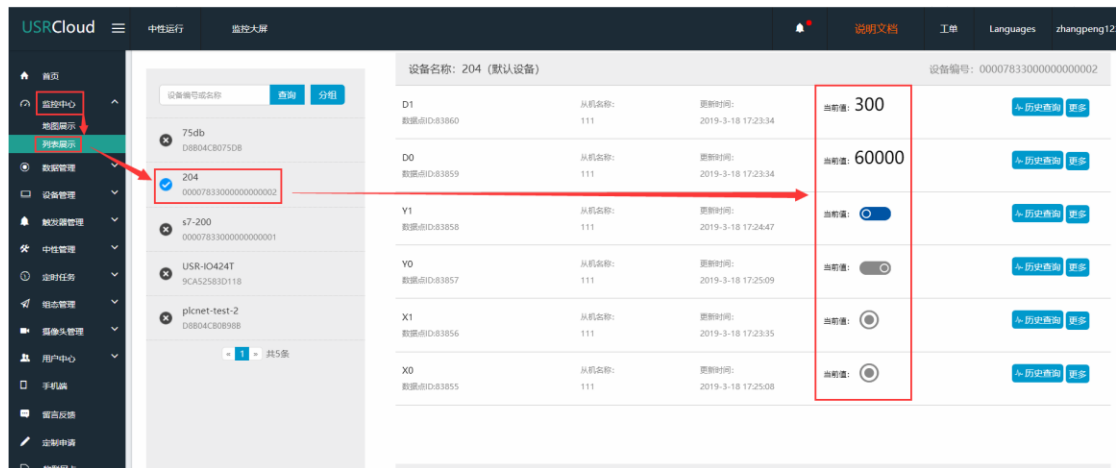 USRCloud 中性运行 监控大屏 说明文档 工单 Languages zhangpeng12
首页
监控中心
地图展示
列表展示
数据管理
设备管理
触发器管理
中性管理
定时任务
组态管理
摄像头管理
用户中心
手机端
留言反馈
定制申请
设备编号或名称 查询 分组
75db
D8B04CB075DB
204
00007833000000000002
s7-200
00007833000000000001
USR-IO424T
9CA52583D11B
plcnet-test-2
D8B04CB0B98B
« 1 » 共5条
设备名称：204（默认设备） 设备编号：00007833000000000002
D1 从机名称： 更新时间： 当前值：300 历史查询 更多
数据点ID:83860 111 2019-3-18 17:23:34
D0 从机名称： 更新时间： 当前值：60000 历史查询 更多
数据点ID:83859 111 2019-3-18 17:23:34
Y1 从机名称： 更新时间： 当前值： 历史查询 更多
数据点ID:83858 111 2019-3-18 17:24:47
Y0 从机名称： 更新时间： 当前值： 历史查询 更多
数据点ID:83857 111 2019-3-18 17:25:09
X1 从机名称： 更新时间： 当前值： 历史查询 更多
数据点ID:83856 111 2019-3-18 17:23:35
X0 从机名称： 更新时间： 当前值： 历史查询 更多
数据点ID:83855 111 2019-3-18 17:25:08